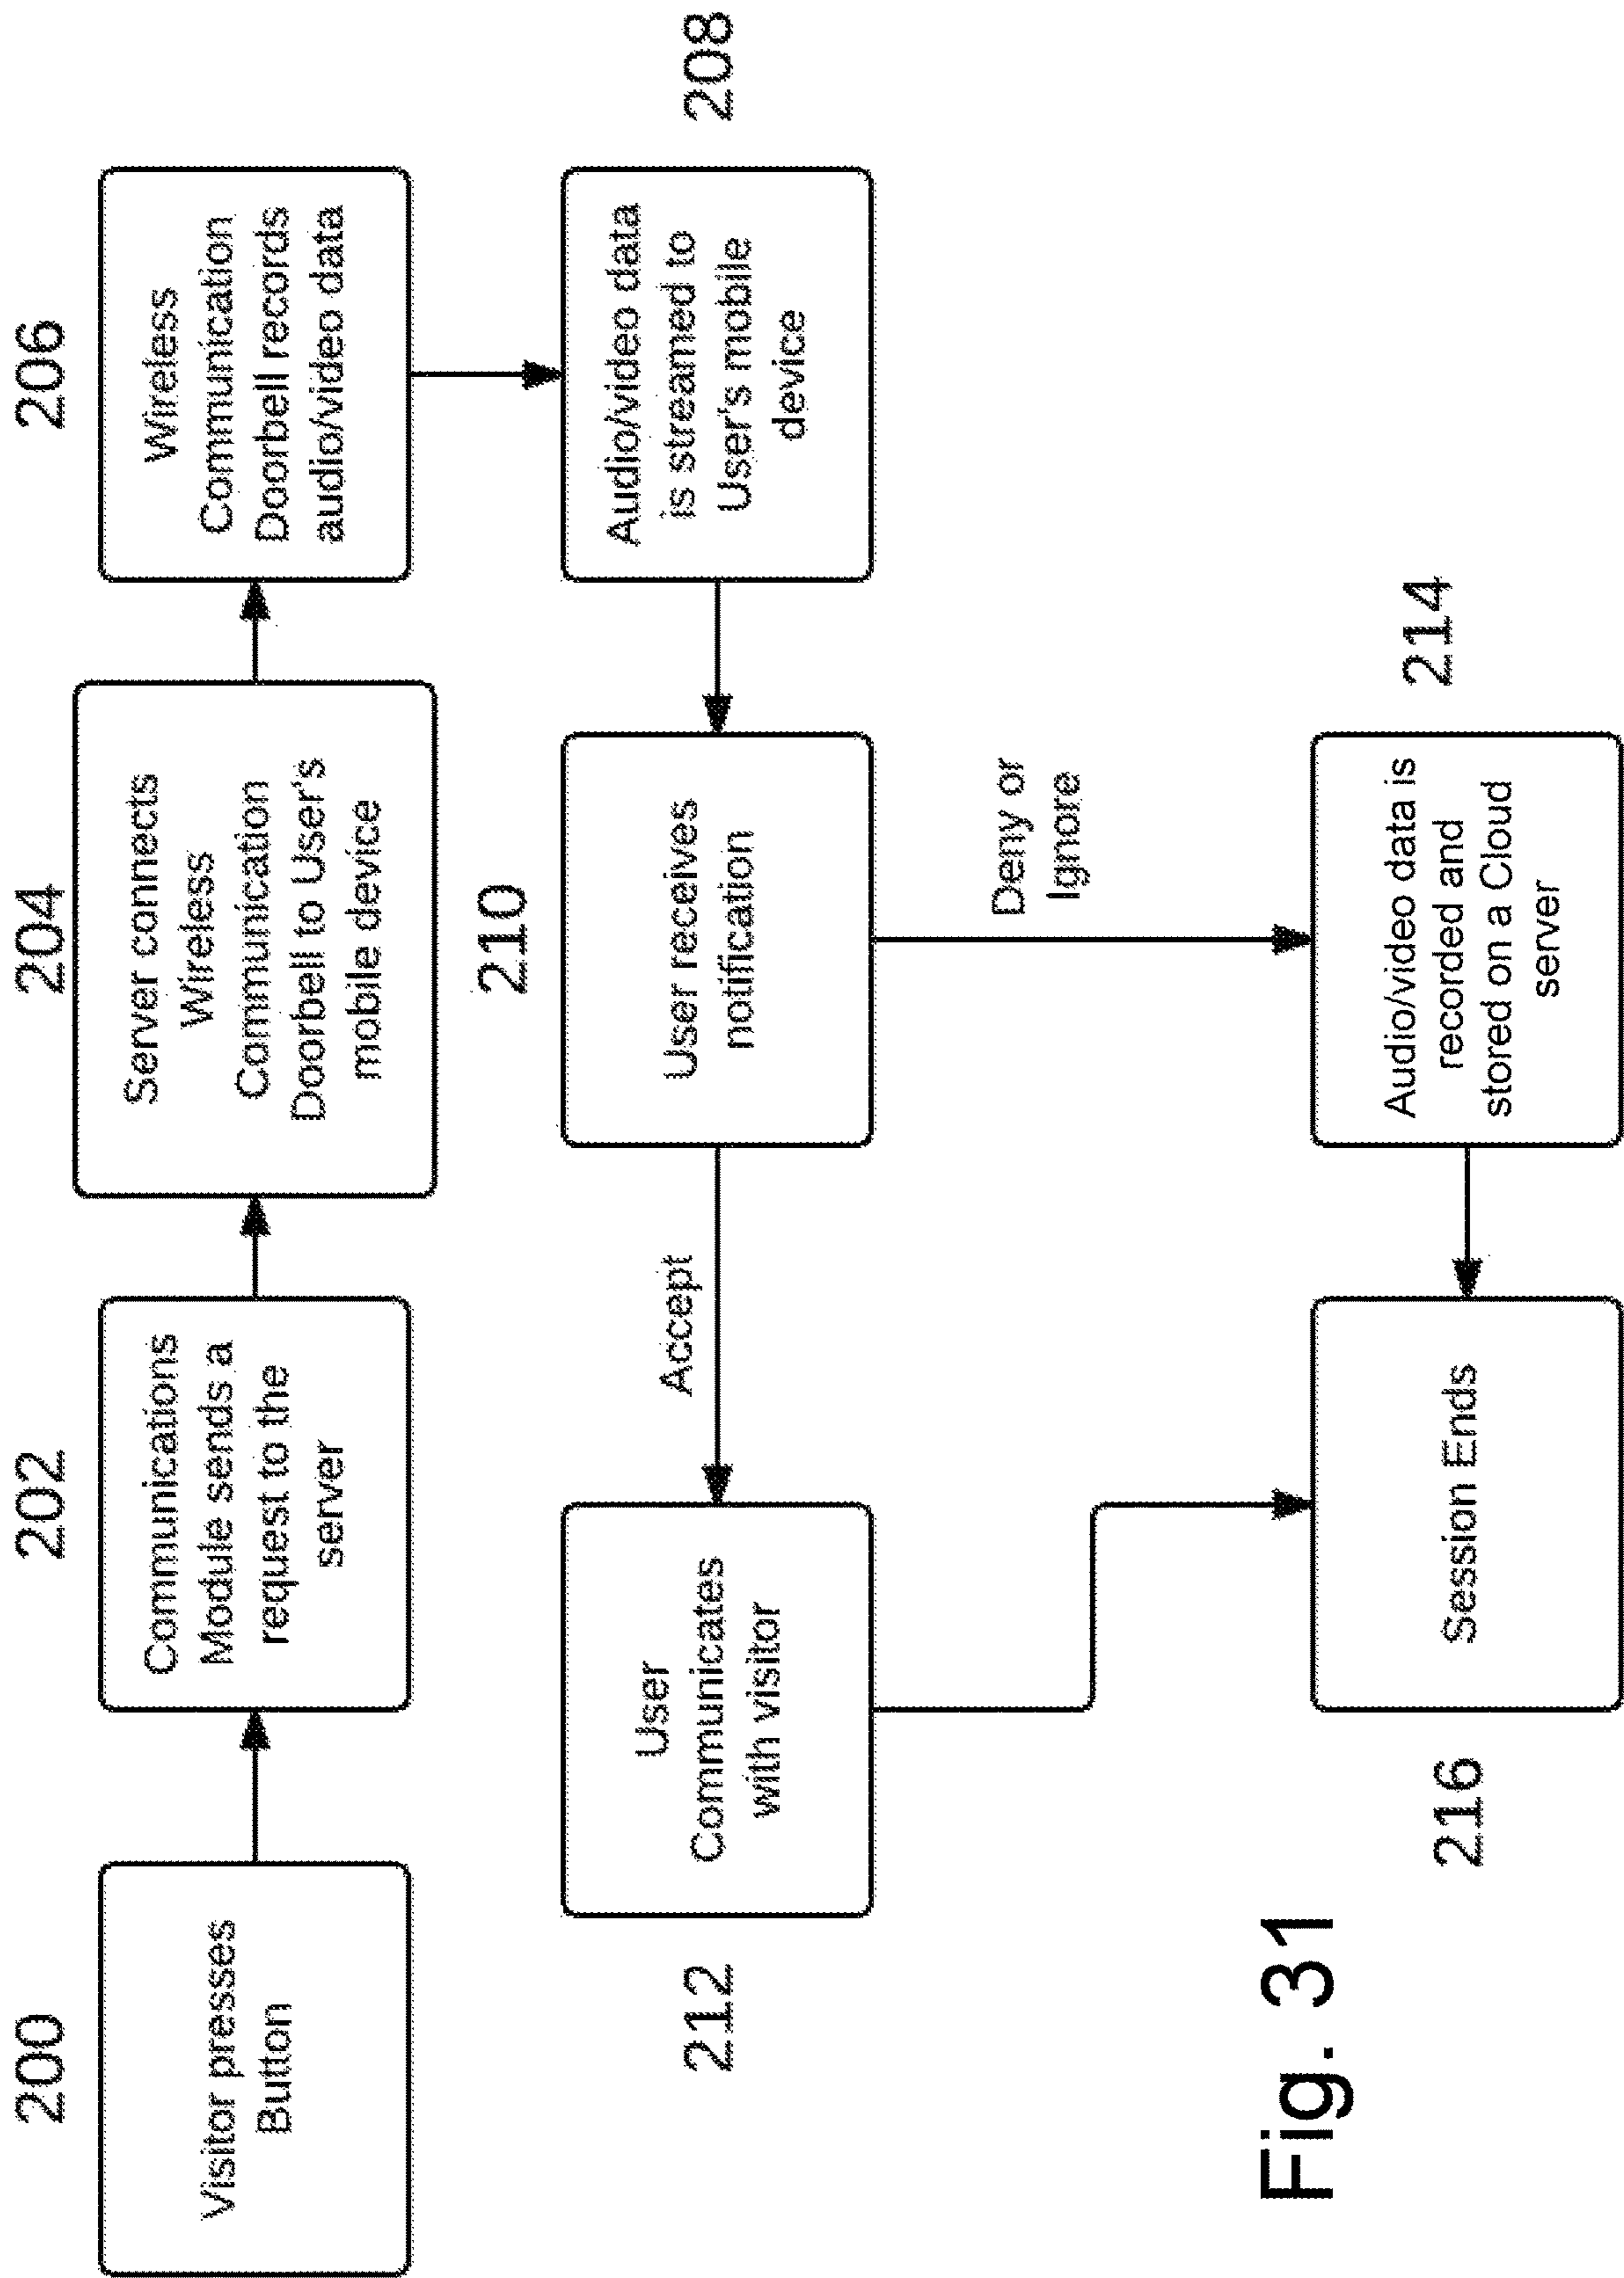 200
Visitor presses
Button
202
Communications
Module sends a
request to the
server
204
Server connects
Wireless
Communication
Doorbell to User's
mobile device
206
Wireless
Communication
Doorbell records
audio/video data
208
Audio/video data
is streamed to
User's mobile
device
210
User receives
notification
Accept
Deny or
Ignore
212
User
Communicates
with visitor
214
Audio/video data is
recorded and
stored on a Cloud
server
216
Session Ends
Fig. 31